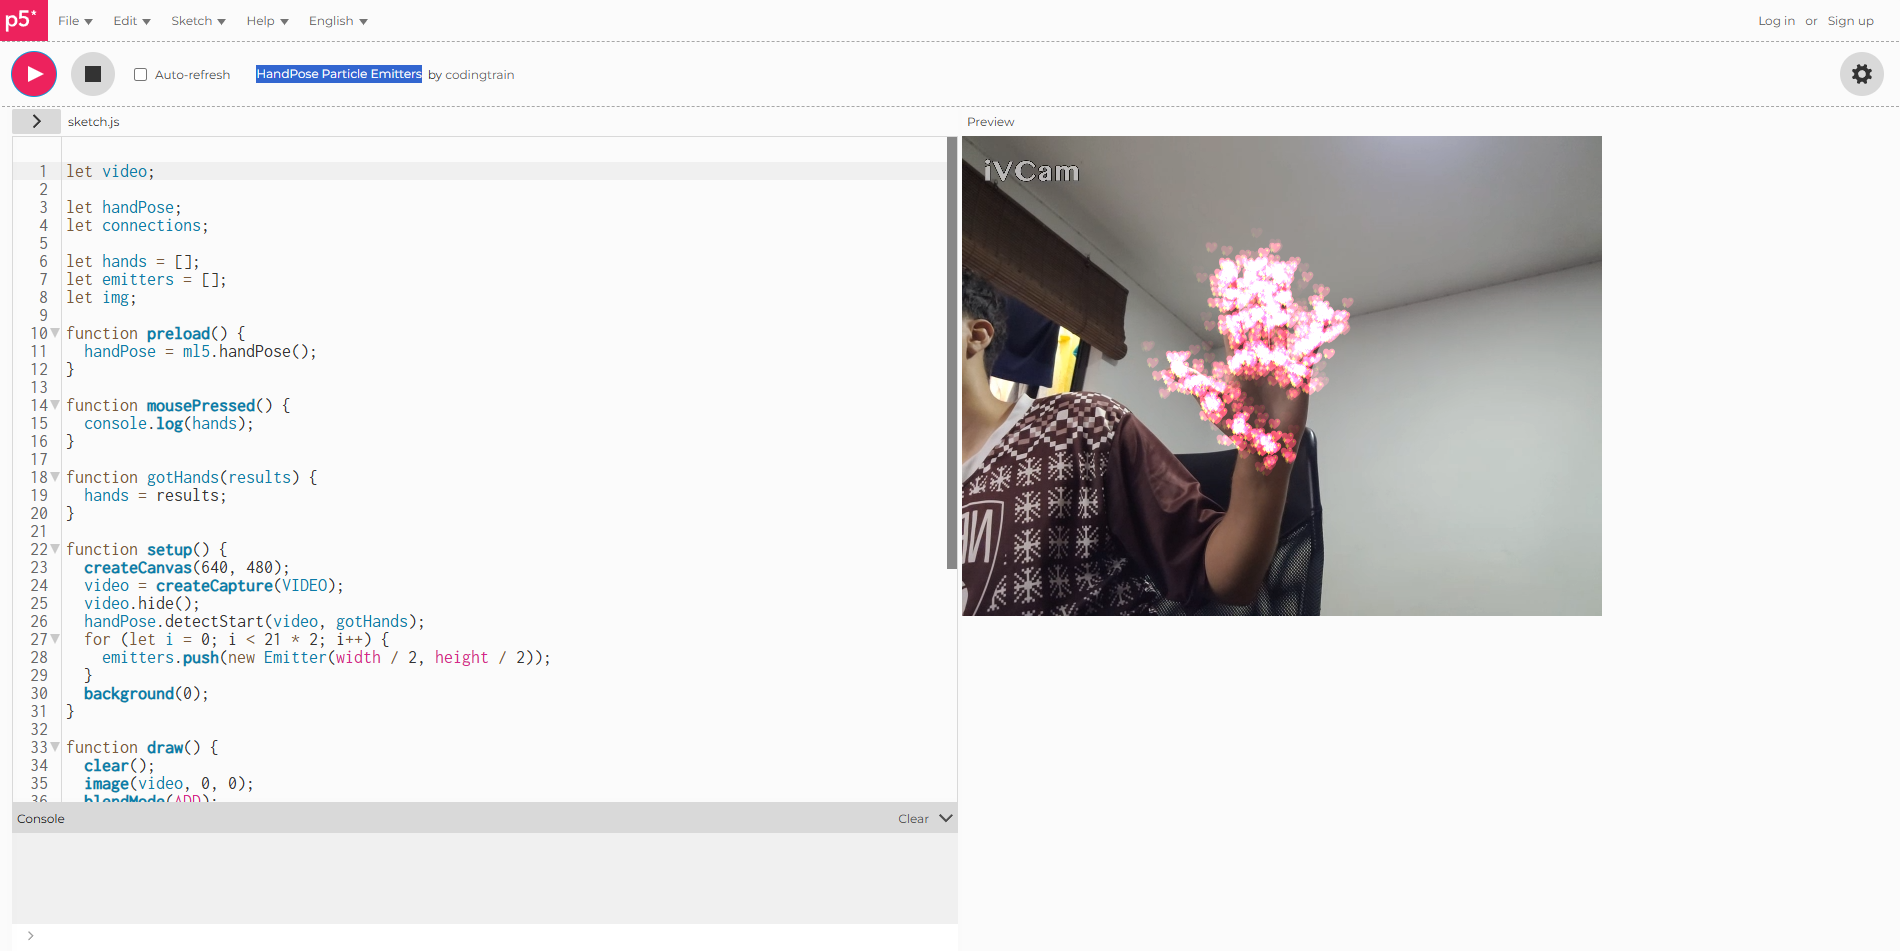 p5* File Edit Sketch Help English Log in or Sign up
Auto-refresh HandPose Particle Emitters by codingtrain
sketch.js
1 let video;
2
3 let handPose;
4 let connections;
5
6 let hands = [];
7 let emitters = [];
8 let img;
9
10 function preload() {
11 handPose = ml5.handPose();
12 }
13
14 function mousePressed() {
15 console.log(hands);
16 }
17
18 function gotHands(results) {
19 hands = results;
20 }
21
22 function setup() {
23 createCanvas(640, 480);
24 video = createCapture(VIDEO);
25 video.hide();
26 handPose.detectStart(video, gotHands);
27 for (let i = 0; i < 21 * 2; i++) {
28 emitters.push(new Emitter(width / 2, height / 2));
29 }
30 background(0);
31 }
32
33 function draw() {
34 clear();
35 image(video, 0, 0);
36 blendMode(ADD);
Console Clear
>
Preview
iVCam